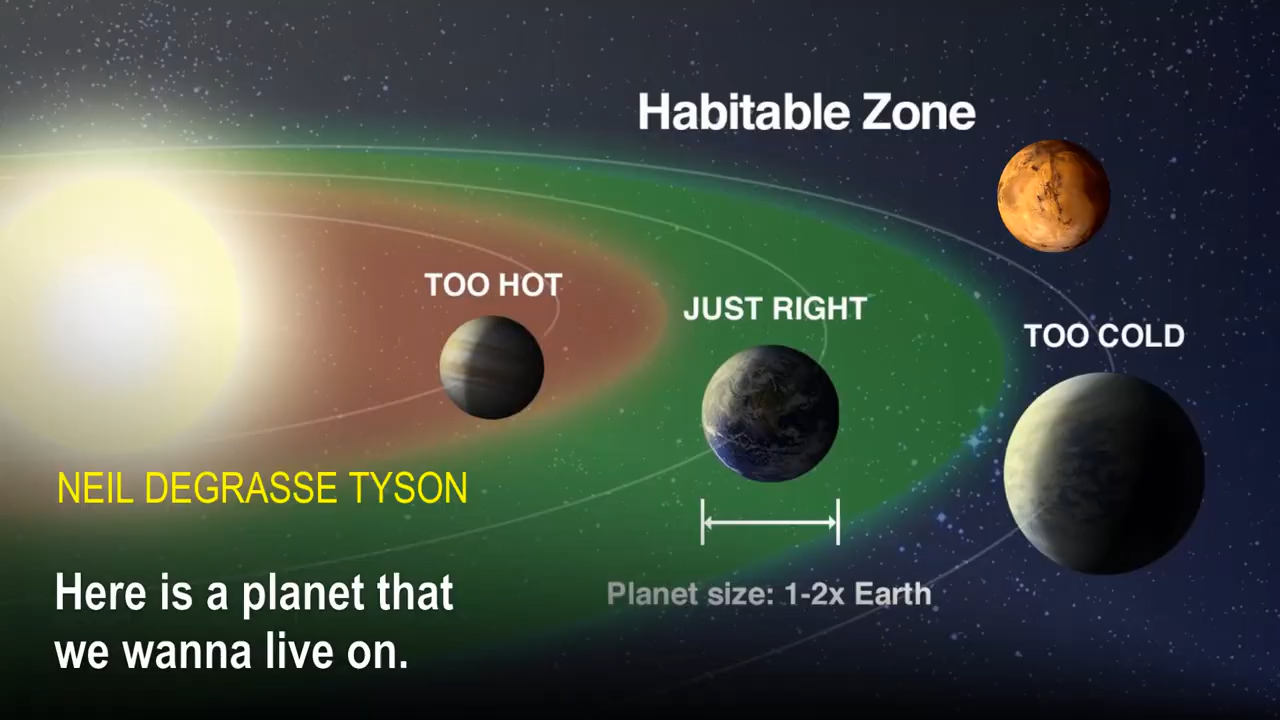 Habitable Zone
TOO HOT
JUST RIGHT
TOO COLD
NEIL DEGRASSE TYSON
Here is a planet that
we wanna live on.
Planet size: 1-2x Earth